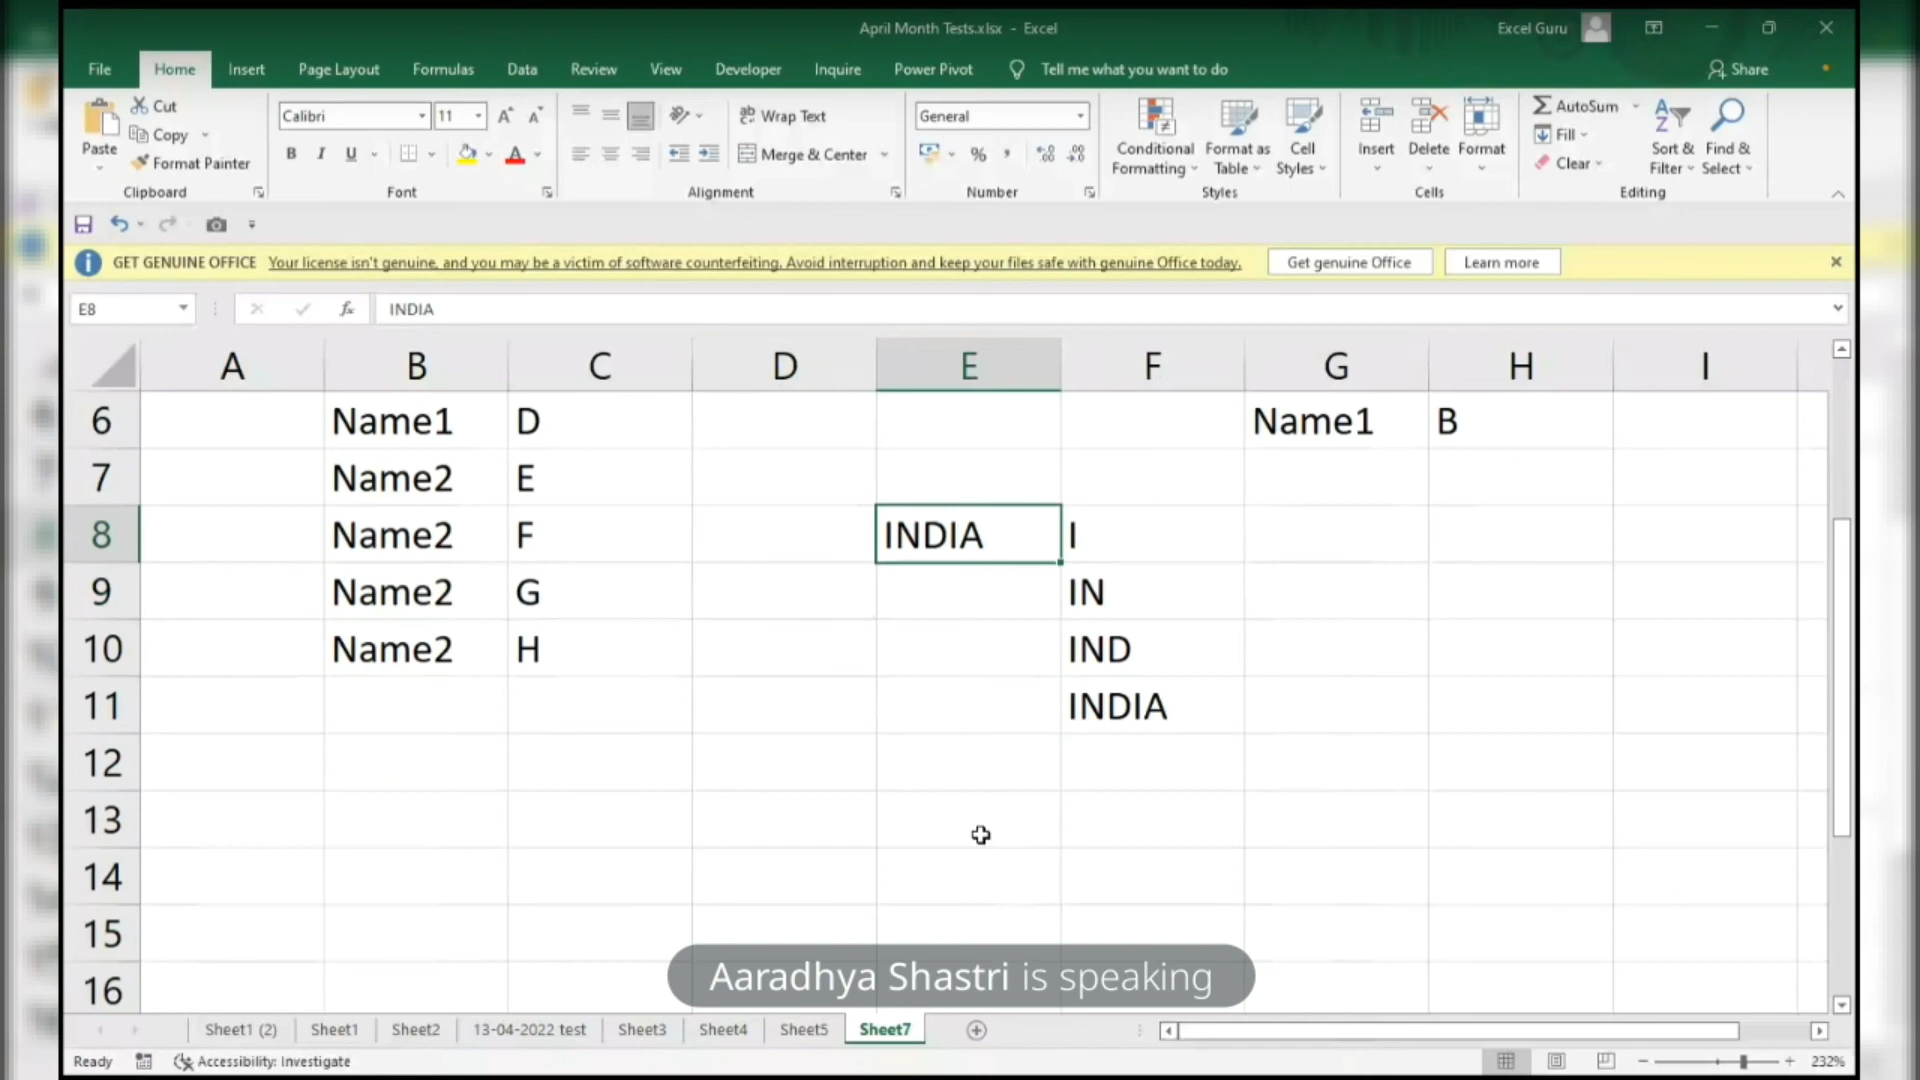 April Month Tests.xlsx - Excel
Excel Guru
File Home Insert Page Layout Formulas Data Review View Developer Inquire Power Pivot Tell me what you want to do Share
Paste
Cut
Copy
Format Painter
Clipboard
Calibri 11
B I U
Font
Wrap Text
Merge & Center
Alignment
General
%
Number
Conditional
Formatting
Format as
Table
Cell
Styles
Styles
Insert Delete Format
Cells
AutoSum
Fill
Clear
Sort &
Filter
Find &
Select
Editing
GET GENUINE OFFICE Your license isn't genuine, and you may be a victim of software counterfeiting. Avoid interruption and keep your files safe with genuine Office today. Get genuine Office Learn more
E8 fx INDIA
A B C D E F G H I
6 Name1 D Name1 B
7 Name2 E
8 Name2 F INDIA I
9 Name2 G IN
10 Name2 H IND
11 INDIA
12
13
14
15
16
Aaradhya Shastri is speaking
Sheet1 (2) Sheet1 Sheet2 13-04-2022 test Sheet3 Sheet4 Sheet5 Sheet7
Ready Accessibility: Investigate 232%